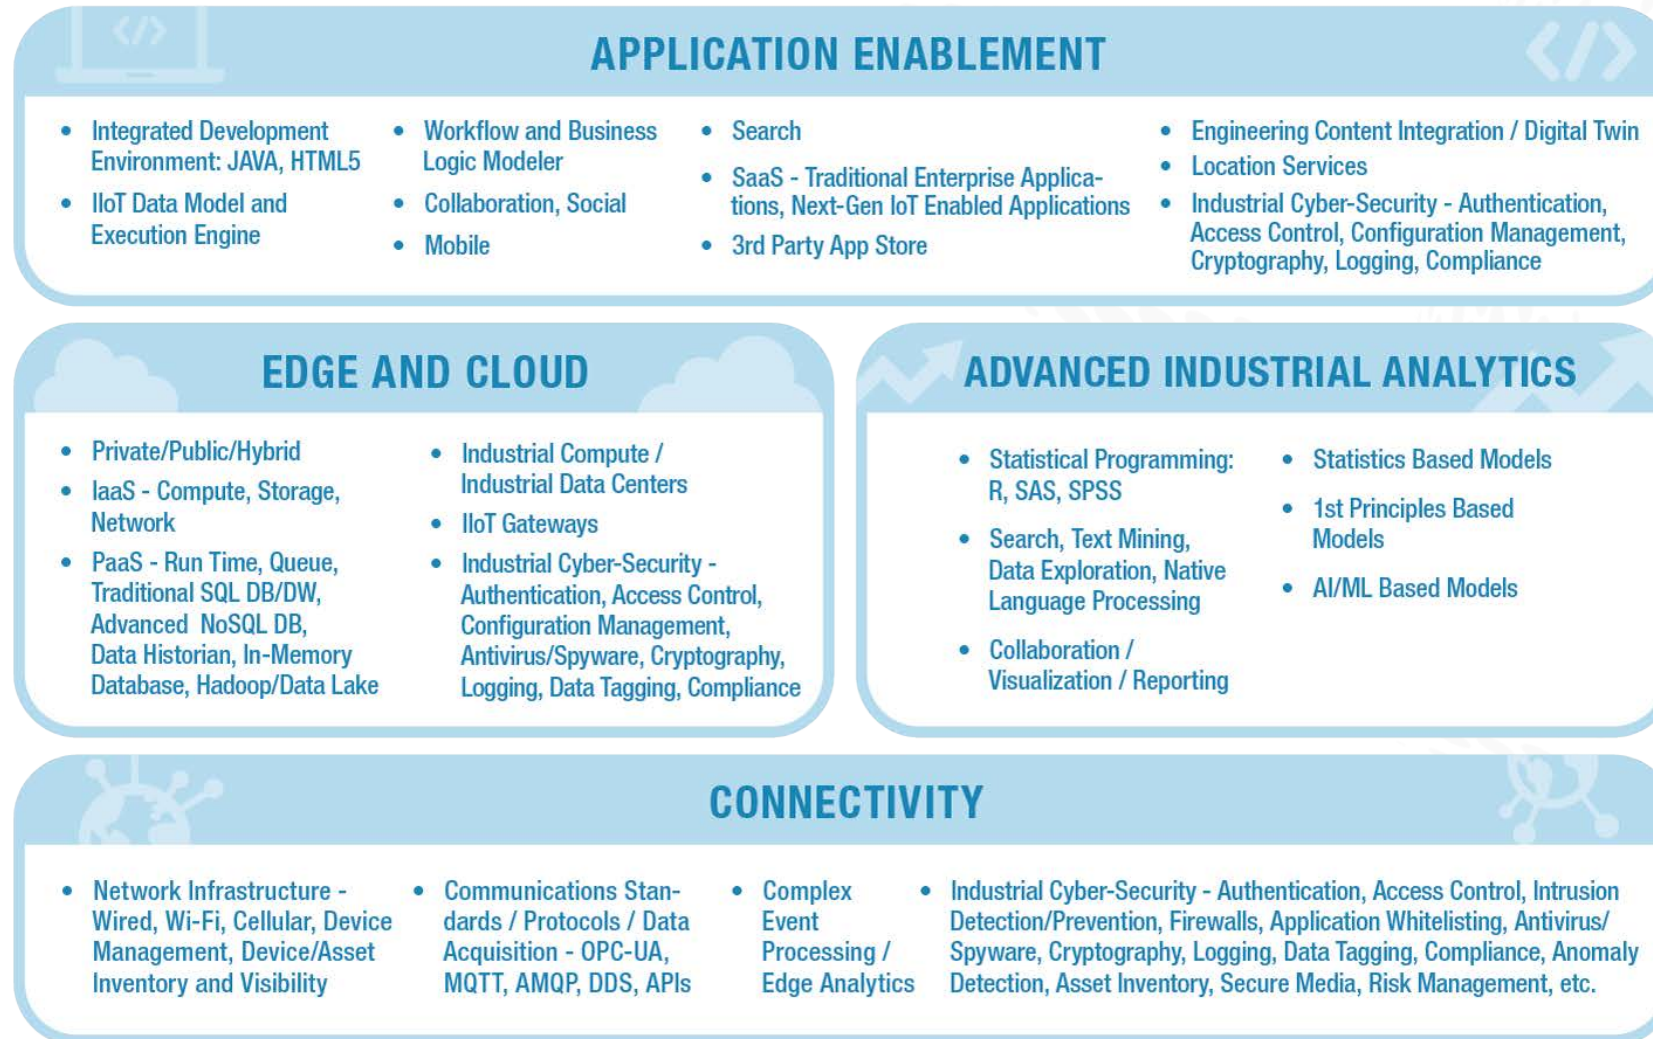 </>
</>
APPLICATION ENABLEMENT
• Integrated Development
Environment: JAVA, HTML5
• IIoT Data Model and
Execution Engine
• Workflow and Business
Logic Modeler
• Collaboration, Social
• Mobile
• Search
• SaaS - Traditional Enterprise Applica-
tions, Next-Gen IoT Enabled Applications
• 3rd Party App Store
• Engineering Content Integration / Digital Twin
• Location Services
• Industrial Cyber-Security - Authentication,
Access Control, Configuration Management,
Cryptography, Logging, Compliance
EDGE AND CLOUD
• Private/Public/Hybrid
• IaaS - Compute, Storage,
Network
• PaaS - Run Time, Queue,
Traditional SQL DB/DW,
Advanced NoSQL DB,
Data Historian, In-Memory
Database, Hadoop/Data Lake
• Industrial Compute /
Industrial Data Centers
• IIoT Gateways
• Industrial Cyber-Security -
Authentication, Access Control,
Configuration Management,
Antivirus/Spyware, Cryptography,
Logging, Data Tagging, Compliance
ADVANCED INDUSTRIAL ANALYTICS
• Statistical Programming:
R, SAS, SPSS
• Search, Text Mining,
Data Exploration, Native
Language Processing
• Collaboration /
Visualization / Reporting
• Statistics Based Models
• 1st Principles Based
Models
• AI/ML Based Models
CONNECTIVITY
• Network Infrastructure -
Wired, Wi-Fi, Cellular, Device
Management, Device/Asset
Inventory and Visibility
• Communications Stan-
dards / Protocols / Data
Acquisition - OPC-UA,
MQTT, AMQP, DDS, APIs
• Complex
Event
Processing /
Edge Analytics
• Industrial Cyber-Security - Authentication, Access Control, Intrusion
Detection/Prevention, Firewalls, Application Whitelisting, Antivirus/
Spyware, Cryptography, Logging, Data Tagging, Compliance, Anomaly
Detection, Asset Inventory, Secure Media, Risk Management, etc.